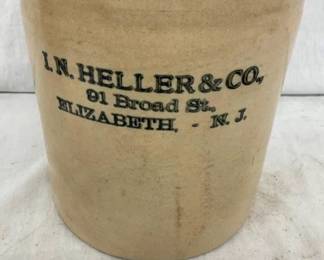 I. N. HELLER & CO.,
91 Broad St.,
ELIZABETH, - N. J.